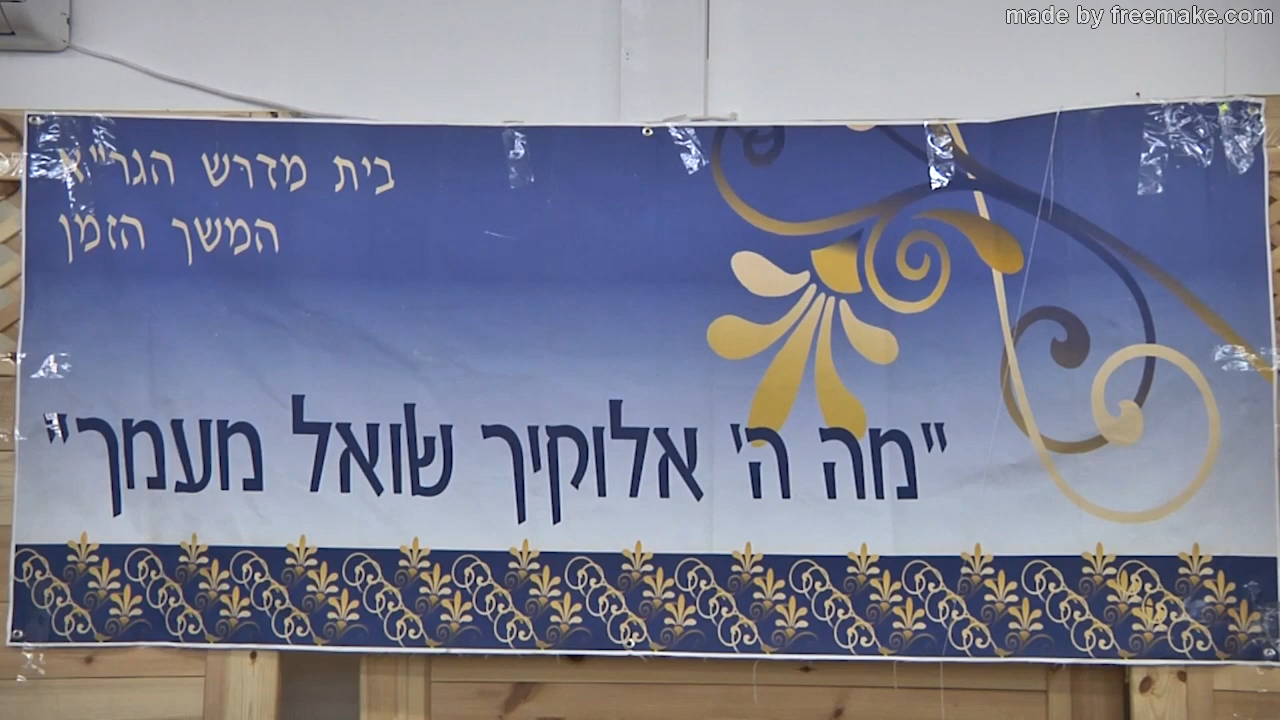 made by freemake.com
בית מדרש הגר"א
המשך הזמן
"מה ה' אלוקיך שואל מעמך"